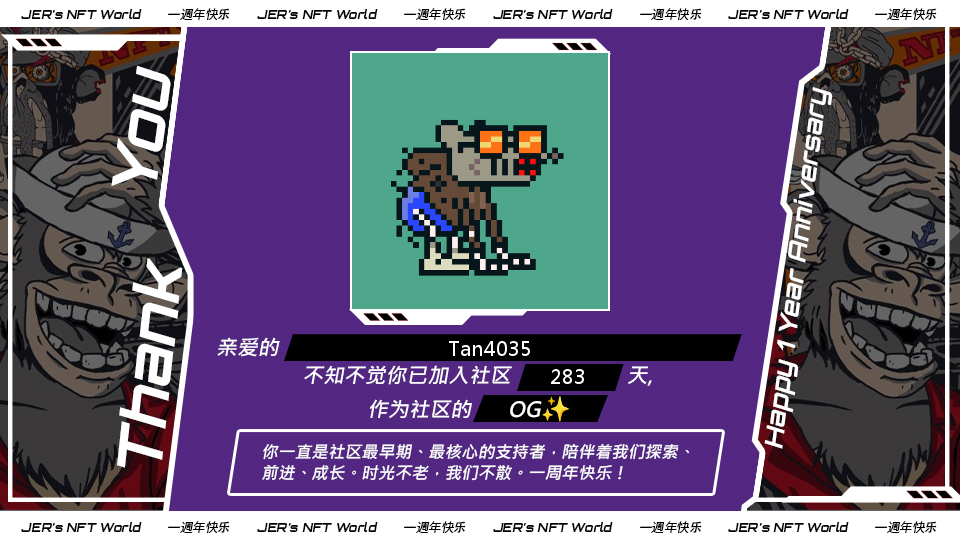 JER's NFT World 一週年快乐 JER's NFT World 一週年快乐 JER's NFT World 一週年快乐 JER's NFT World 一週年快乐
Thank You
亲爱的 Tan4035
不知不觉你已加入社区 283 天,
作为社区的 OG✨
你一直是社区最早期、最核心的支持者，陪伴着我们探索、
前进、成长。时光不老，我们不散。一周年快乐！
Happy 1 Year Anniversary
JER's NFT World 一週年快乐 JER's NFT World 一週年快乐 JER's NFT World 一週年快乐 JER's NFT World 一週年快乐